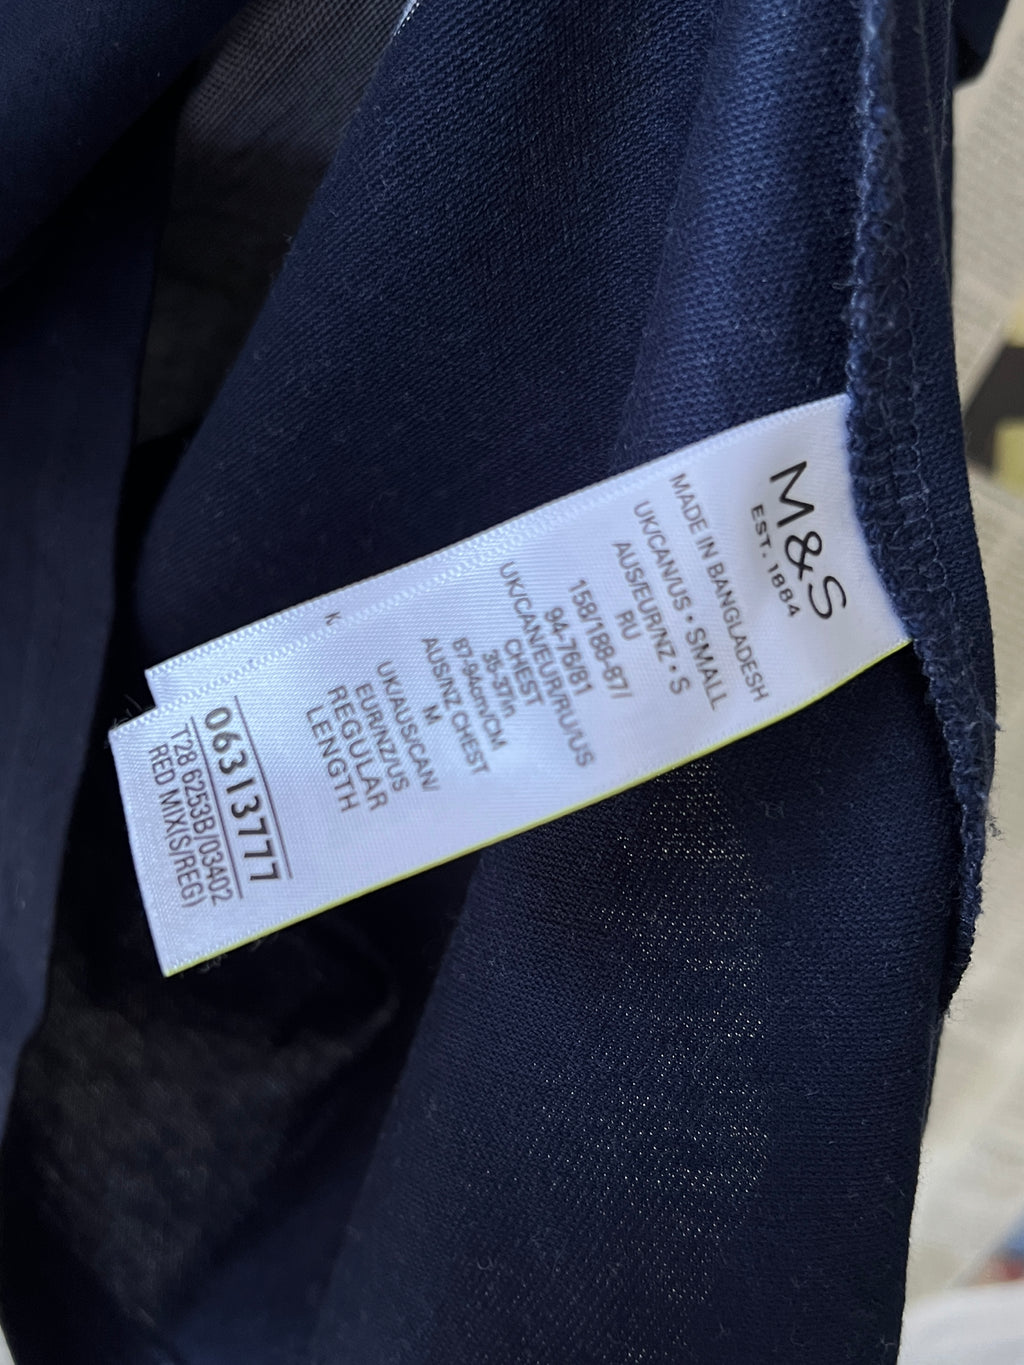 M&S
EST. 1884
MADE IN BANGLADESH
UK/CAN/US • SMALL
AUS/EUR/NZ • S
RU
158/188-87/
94-76/81
UK/CAN/EUR/RU/US
CHEST
35-37in
87-94cm/CM
AUS/NZ CHEST
M
UK/AUS/CAN/
EUR/NZ/US
REGULAR
LENGTH
K
06313777
T28 6253B/03402
RED MIX(S/REG)